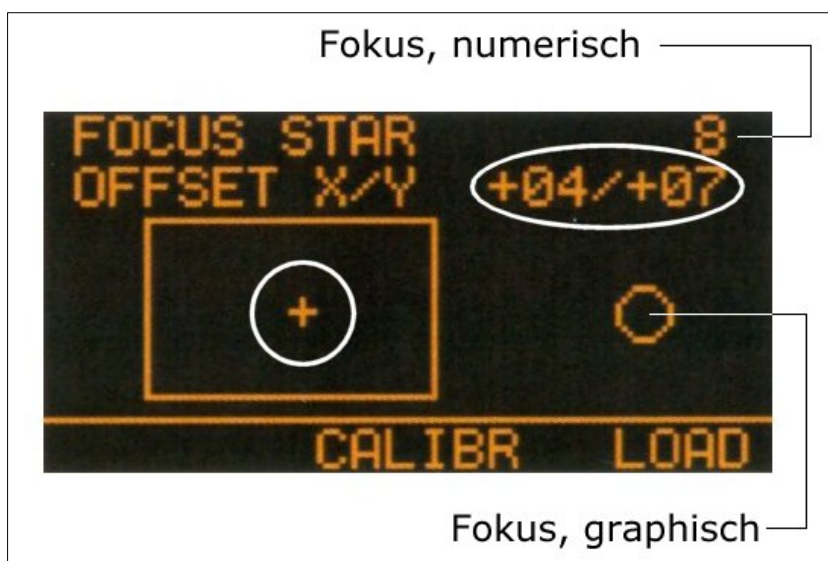 Fokus, numerisch
FOCUS STAR 8
OFFSET X/Y +04/+07
+
CALIBR LOAD
Fokus, graphisch